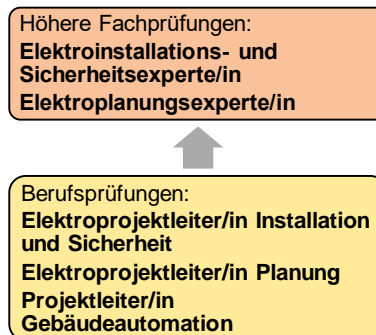 Höhere Fachprüfungen:
Elektroinstallations- und
Sicherheitsexperte/in
Elektroplanungsexperte/in
Berufsprüfungen:
Elektroprojektleiter/in Installation
und Sicherheit
Elektroprojektleiter/in Planung
Projektleiter/in
Gebäudeautomation